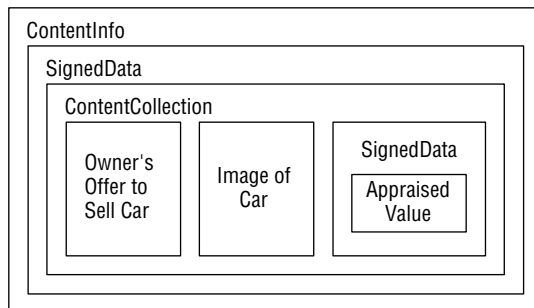 ContentInfo
SignedData
ContentCollection
Owner's
Offer to
Sell Car
Image of
Car
SignedData
Appraised
Value